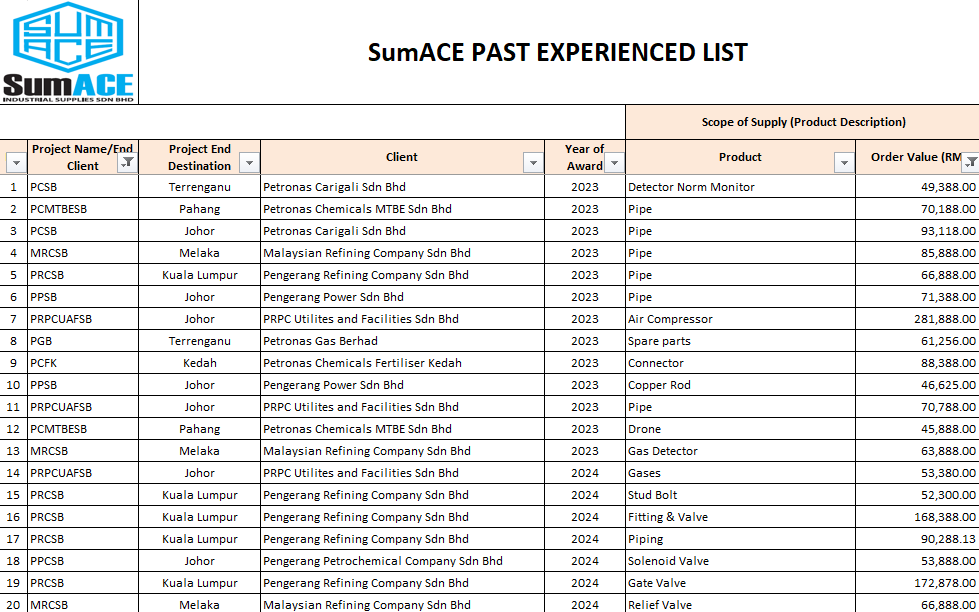 SUM
ACE
SumACE
INDUSTRIAL SUPPLIES SDN BHD
SumACE PAST EXPERIENCED LIST
Scope of Supply (Product Description)
Project Name/End Client Project End Destination Client Year of Award Product Order Value (RM
1 PCSB Terrenganu Petronas Carigali Sdn Bhd 2023 Detector Norm Monitor 49,388.00
2 PCMTBESB Pahang Petronas Chemicals MTBE Sdn Bhd 2023 Pipe 70,188.00
3 PCSB Johor Petronas Carigali Sdn Bhd 2023 Pipe 93,118.00
4 MRCSB Melaka Malaysian Refining Company Sdn Bhd 2023 Pipe 85,888.00
5 PRCSB Kuala Lumpur Pengerang Refining Company Sdn Bhd 2023 Pipe 66,888.00
6 PPSB Johor Pengerang Power Sdn Bhd 2023 Pipe 71,388.00
7 PRPCUAFSB Johor PRPC Utilites and Facilities Sdn Bhd 2023 Air Compressor 281,888.00
8 PGB Terrenganu Petronas Gas Berhad 2023 Spare parts 61,256.00
9 PCFK Kedah Petronas Chemicals Fertiliser Kedah 2023 Connector 88,388.00
10 PPSB Johor Pengerang Power Sdn Bhd 2023 Copper Rod 46,625.00
11 PRPCUAFSB Johor PRPC Utilites and Facilities Sdn Bhd 2023 Pipe 70,788.00
12 PCMTBESB Pahang Petronas Chemicals MTBE Sdn Bhd 2023 Drone 45,888.00
13 MRCSB Melaka Malaysian Refining Company Sdn Bhd 2023 Gas Detector 63,888.00
14 PRPCUAFSB Johor PRPC Utilites and Facilities Sdn Bhd 2024 Gases 53,380.00
15 PRCSB Kuala Lumpur Pengerang Refining Company Sdn Bhd 2024 Stud Bolt 52,300.00
16 PRCSB Kuala Lumpur Pengerang Refining Company Sdn Bhd 2024 Fitting & Valve 168,388.00
17 PRCSB Kuala Lumpur Pengerang Refining Company Sdn Bhd 2024 Piping 90,288.13
18 PPCSB Johor Pengerang Petrochemical Company Sdn Bhd 2024 Solenoid Valve 53,888.00
19 PRCSB Kuala Lumpur Pengerang Refining Company Sdn Bhd 2024 Gate Valve 172,878.00
20 MRCSB Melaka Malaysian Refining Company Sdn Bhd 2024 Relief Valve 66,888.00